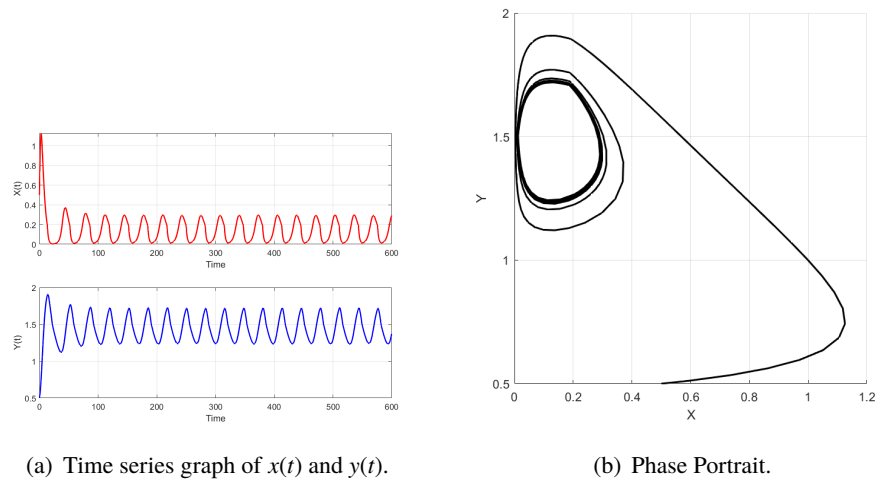 1
0.8
0.6
0.4
0.2
0
X(t)
0 100 200 300 400 500 600
Time
2
1.5
1
0.5
Y(t)
0 100 200 300 400 500 600
Time
(a) Time series graph of x(t) and y(t).
2
1.5
1
0.5
Y
0 0.2 0.4 0.6 0.8 1 1.2
X
(b) Phase Portrait.